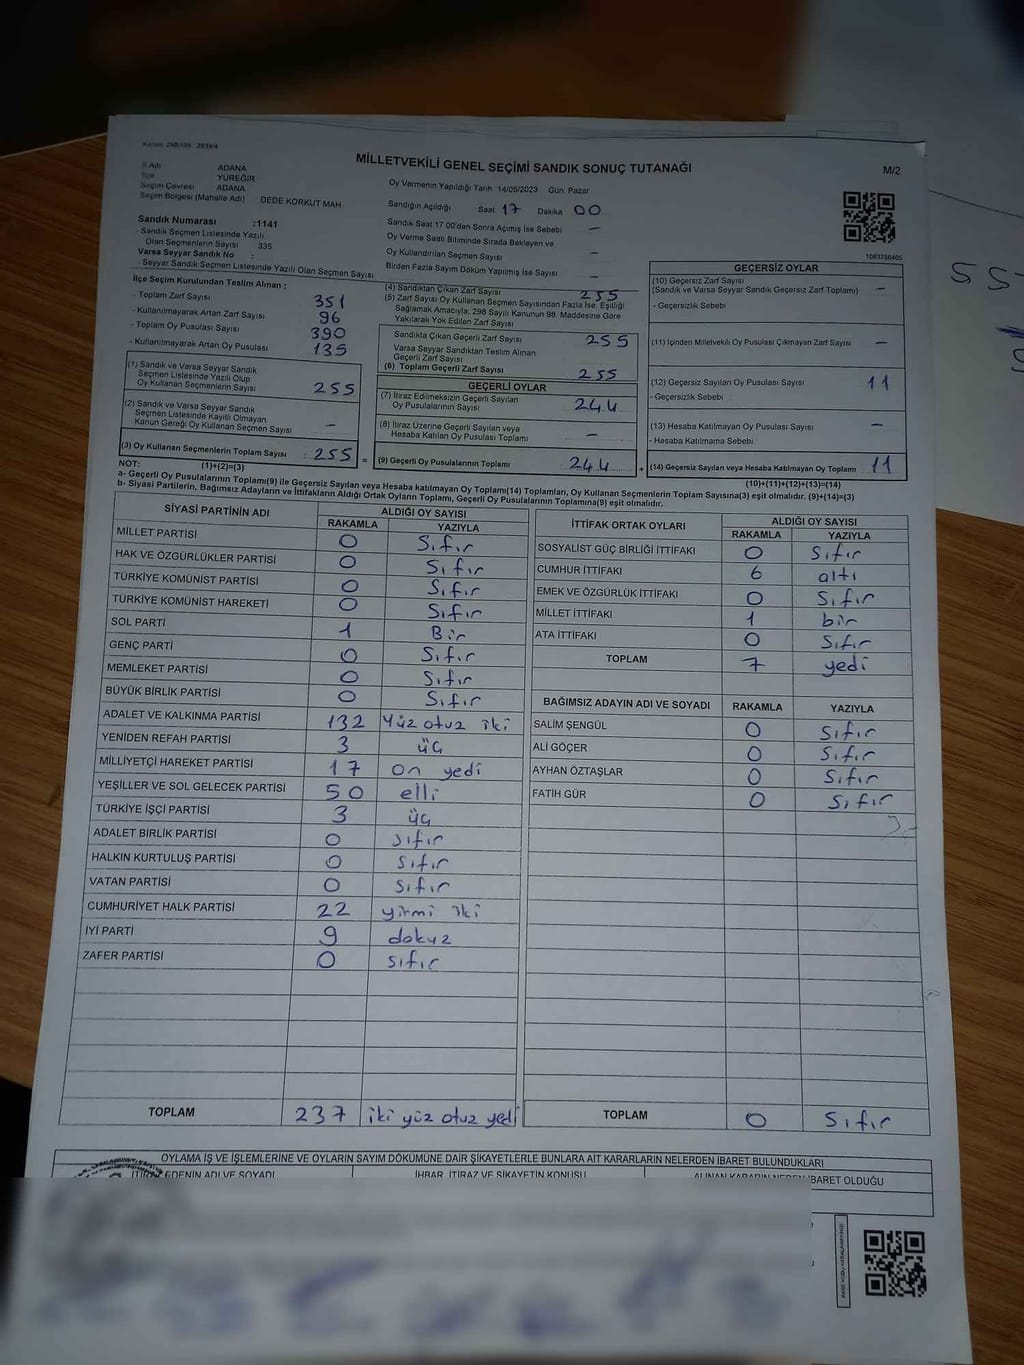 MİLLETVEKİLİ GENEL SEÇİMİ SANDIK SONUÇ TUTANAĞI
M/2
İl Adı ADANA
İlçe YÜREĞİR
Seçim Çevresi ADANA
Seçim Bölgesi (Mahalle Adı) DEDE KORKUT MAH.
Sandık Numarası :1141
Sandık Seçmen Listesinde Yazılı
Olan Seçmenlerin Sayısı 335
Varsa Seyyar Sandık No :
Seyyar Sandık Seçmen Listesinde Yazılı Olan Seçmen Sayısı
Oy Vermenin Yapıldığı Tarih 14/05/2023 Gün. Pazar
Sandığın Açıldığı Saat 17 Dakika 00
Sandık Saat 17 00'den Sonra Açımış İse Sebebi —
Oy Verme Saati Bitiminde Sırada Bekleyen ve
Oy Kullandırılan Seçmen Sayısı —
Birden Fazla Sayım Döküm Yapılmış İse Sayısı —
1083750405
İlçe Seçim Kurulundan Teslim Alınan ;
- Toplam Zarf Sayısı 351
- Kullanılmayarak Artan Zarf Sayısı 96
- Toplam Oy Pusulası Sayısı 390
- Kullanılmayarak Artan Oy Pusulası 135
(1) Sandık ve Varsa Seyyar Sandık
Seçmen Listesinde Yazılı Olup
Oy Kullanan Seçmenlerin Sayısı 255
(2) Sandık ve Varsa Seyyar Sandık
Seçmen Listesinde Kayıtlı Olmayan
Kanun Gereği Oy Kullanan Seçmen Sayısı —
(3) Oy Kullanan Seçmenlerin Toplam Sayısı : 255 =
(1)+(2)=(3)
(4) Sandıktan Çıkan Zarf Sayısı 255
(5) Zarf Sayısı Oy Kullanan Seçmen Sayısından Fazla İse, Eşitliği
Sağlamak Amacıyla, 298 Sayılı Kanunun 98. Maddesine Göre
Yakılarak Yok Edilen Zarf Sayısı
Sandıkta Çıkan Geçerli Zarf Sayısı 255
Varsa Seyyar Sandıktan Teslim Alınan
Geçerli Zarf Sayısı
(6) Toplam Geçerli Zarf Sayısı 255
GEÇERLİ OYLAR
(7) İtiraz Edilmeksizin Geçerli Sayılan
Oy Pusulalarının Sayısı 244
(8) İtiraz Üzerine Geçerli Sayılan veya
Hesaba Katılan Oy Pusulası Toplamı —
(9) Geçerli Oy Pusulalarının Toplamı 244 +
GEÇERSİZ OYLAR
(10) Geçersiz Zarf Sayısı
(Sandık ve Varsa Seyyar Sandık Geçersiz Zarf Toplamı) —
- Geçersizlik Sebebi
(11) İçinden Milletvekili Oy Pusulası Çıkmayan Zarf Sayısı —
(12) Geçersiz Sayılan Oy Pusulası Sayısı 11
- Geçersizlik Sebebi
(13) Hesaba Katılmayan Oy Pusulası Sayısı —
- Hesaba Katılmama Sebebi
(14) Geçersiz Sayılan veya Hesaba Katılmayan Oy Toplamı 11
(10)+(11)+(12)+(13)=(14)
NOT:
a- Geçerli Oy Pusulalarının Toplamı(9) ile Geçersiz Sayılan veya Hesaba katılmayan Oy Toplamı(14) Toplamları, Oy Kullanan Seçmenlerin Toplam Sayısına(3) eşit olmalıdır. (9)+(14)=(3)
b- Siyasi Partilerin, Bağımsız Adayların ve İttifakların Aldığı Ortak Oyların Toplamı, Geçerli Oy Pusulalarının Toplamına(9) eşit olmalıdır.
SİYASİ PARTİNİN ADI ALDIĞI OY SAYISI
RAKAMLA YAZIYLA
MİLLET PARTİSİ 0 Sıfır
HAK VE ÖZGÜRLÜKLER PARTİSİ 0 Sıfır
TÜRKİYE KOMÜNİST PARTİSİ 0 Sıfır
TÜRKİYE KOMÜNİST HAREKETİ 0 Sıfır
SOL PARTİ 1 Bir
GENÇ PARTİ 0 Sıfır
MEMLEKET PARTİSİ 0 Sıfır
BÜYÜK BİRLİK PARTİSİ 0 Sıfır
ADALET VE KALKINMA PARTİSİ 132 Yüz otuz iki
YENİDEN REFAH PARTİSİ 3 üç
MİLLİYETÇİ HAREKET PARTİSİ 17 on yedi
YEŞİLLER VE SOL GELECEK PARTİSİ 50 elli
TÜRKİYE İŞÇİ PARTİSİ 3 üç
ADALET BİRLİK PARTİSİ 0 sıfır
HALKIN KURTULUŞ PARTİSİ 0 sıfır
VATAN PARTİSİ 0 sıfır
CUMHURİYET HALK PARTİSİ 22 yirmi iki
İYİ PARTİ 9 dokuz
ZAFER PARTİSİ 0 sıfır
TOPLAM 237 iki yüz otuz yedi
İTTİFAK ORTAK OYLARI ALDIĞI OY SAYISI
RAKAMLA YAZIYLA
SOSYALİST GÜÇ BİRLİĞİ İTTİFAKI 0 Sıfır
CUMHUR İTTİFAKI 6 altı
EMEK VE ÖZGÜRLÜK İTTİFAKI 0 Sıfır
MİLLET İTTİFAKI 1 bir
ATA İTTİFAKI 0 Sıfır
TOPLAM 7 yedi
BAĞIMSIZ ADAYIN ADI VE SOYADI RAKAMLA YAZIYLA
SALİM ŞENGÜL 0 Sıfır
ALİ GÖÇER 0 Sıfır
AYHAN ÖZTAŞLAR 0 Sıfır
FATİH GÜR 0 Sıfır
TOPLAM 0 Sıfır
OYLAMA İŞ VE İŞLEMLERİNE VE OYLARIN SAYIM DÖKÜMÜNE DAİR ŞİKAYETLERLE BUNLARA AİT KARARLARIN NELERDEN İBARET BULUNDUKLARI
EDENİN ADI VE SOYADI İHBAR, İTİRAZ VE ŞİKAYETİN KONUSU ALINAN KARARIN NEDEN İBARET OLDUĞU